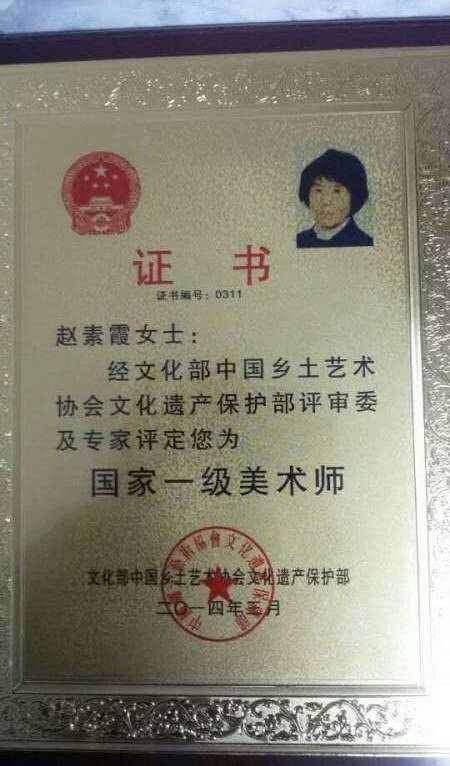 证 书
证书编号：0311
赵素霞女士：
经文化部中国乡土艺术
协会文化遗产保护部评审委
及专家评定您为
国家一级美术师
文化部中国乡土艺术协会文化遗产保护部
二〇一四年 月